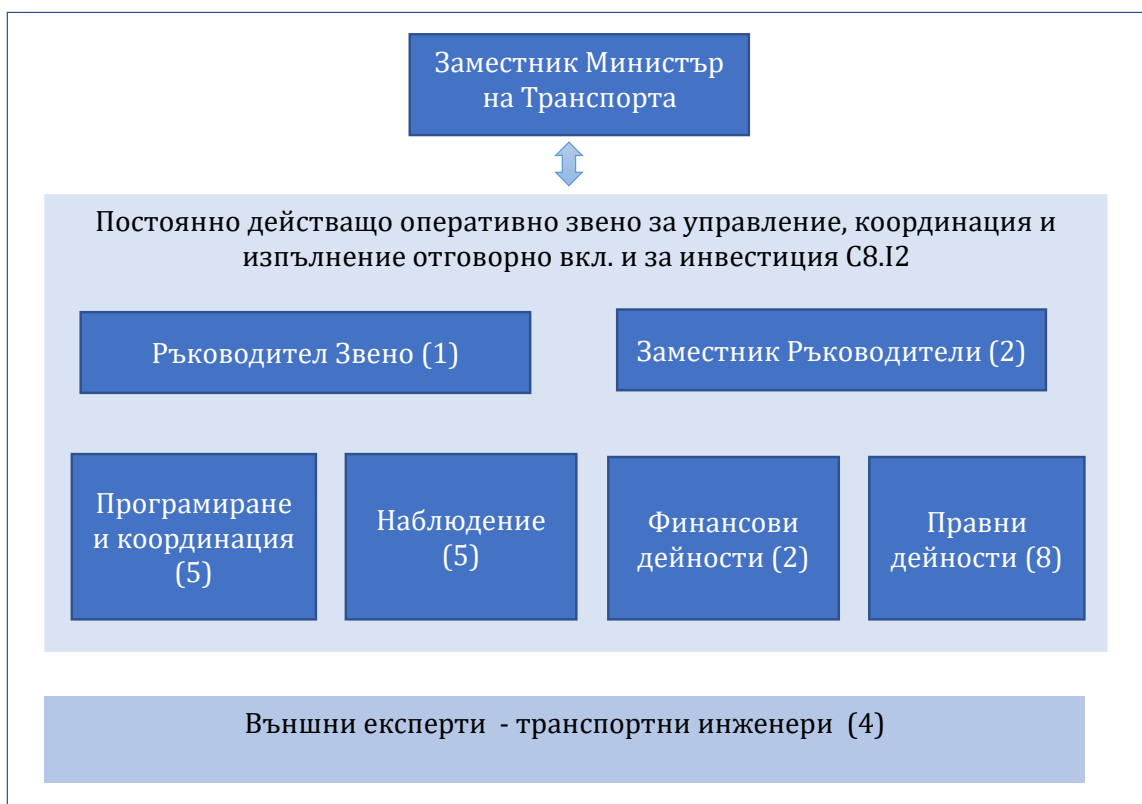 Заместник Министър
на Транспорта
Постоянно действащо оперативно звено за управление, координация и
изпълнение отговорно вкл. и за инвестиция C8.I2
Ръководител Звено (1)
Заместник Ръководители (2)
Програмиране
и координация
(5)
Наблюдение
(5)
Финансови
дейности (2)
Правни
дейности (8)
Външни експерти - транспортни инженери (4)